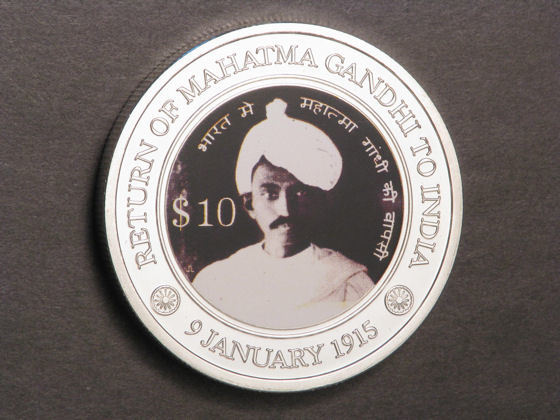 RETURN OF MAHATMA GANDHI TO INDIA
भारत मे महात्मा गांधी की वापसी
$10
9 JANUARY 1915